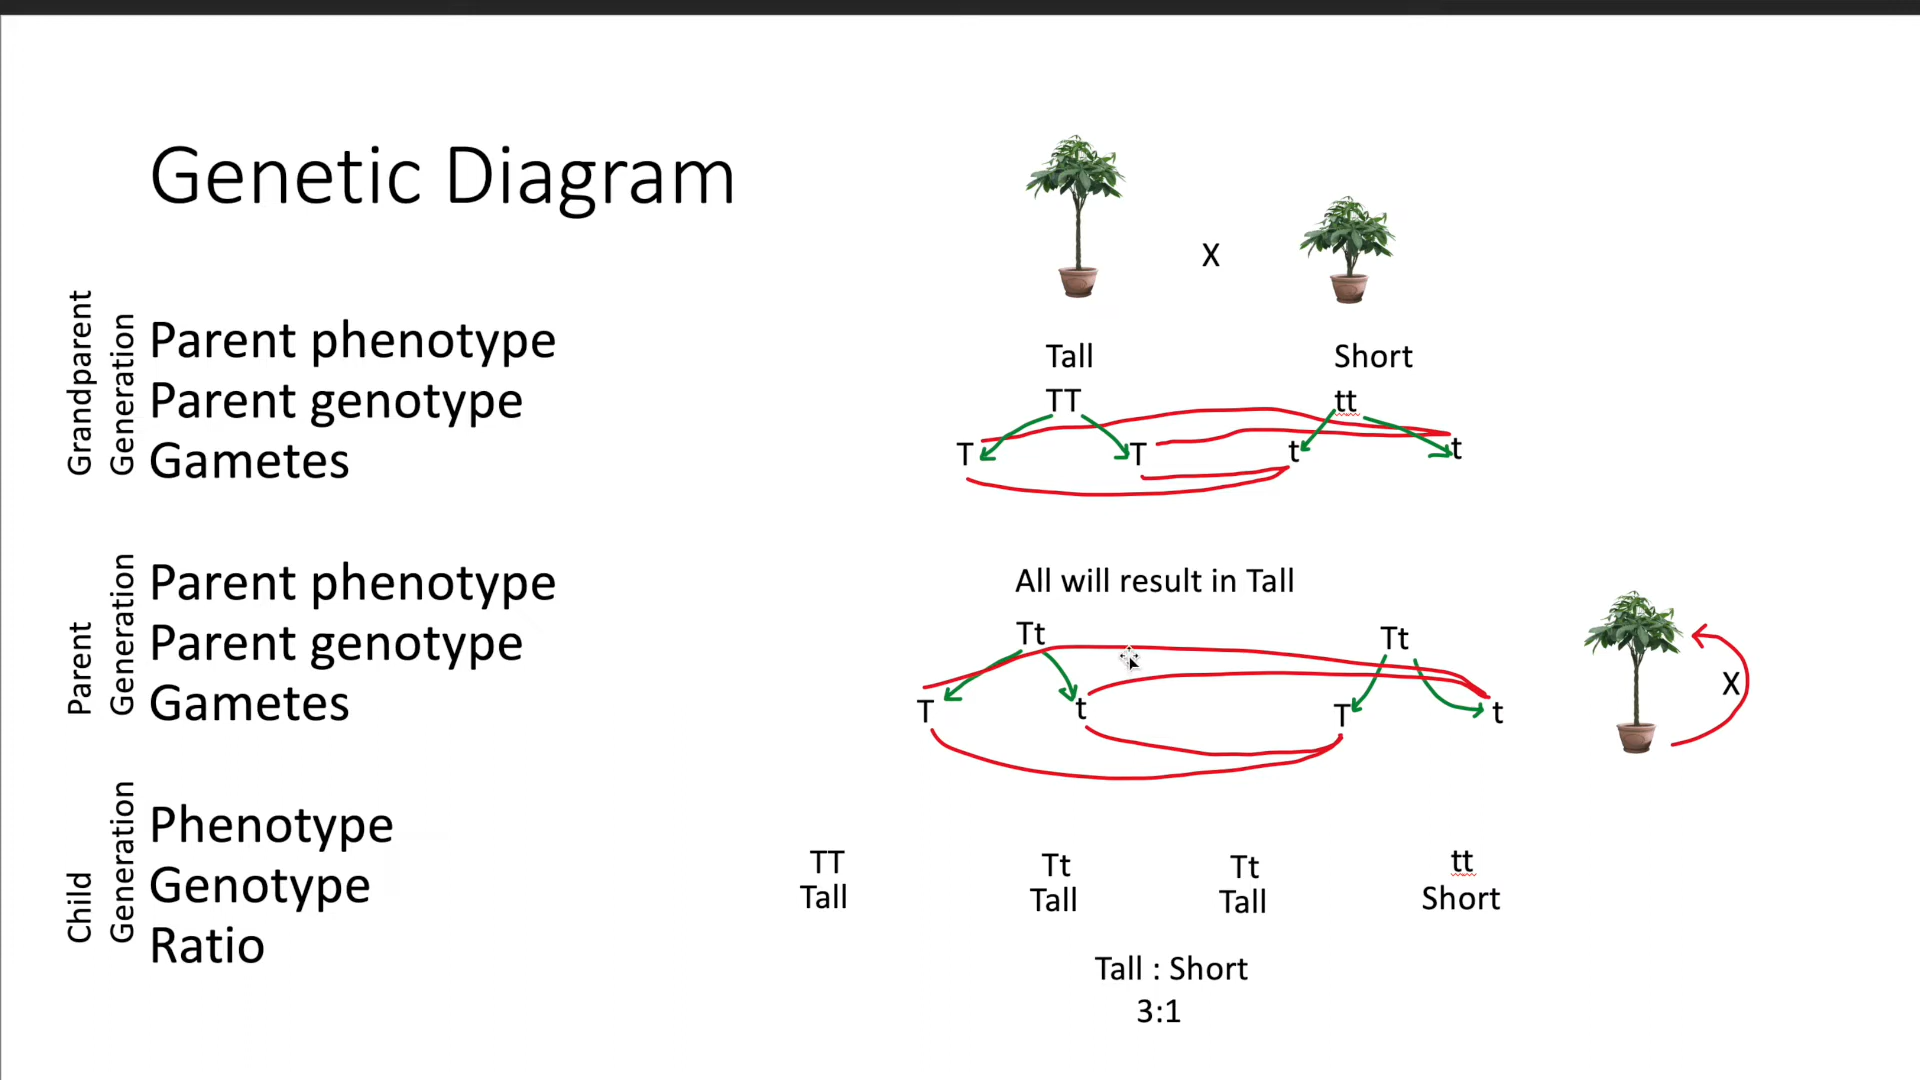 Genetic Diagram
X
Grandparent
Generation
Parent phenotype
Tall
Short
Parent genotype
TT
tt
Gametes
T
T
t
t
Parent
Generation
Parent phenotype
All will result in Tall
Parent genotype
Tt
Tt
X
Gametes
T
t
T
t
Child
Generation
Phenotype
Genotype
Ratio
TT
Tall
Tt
Tall
Tt
Tall
tt
Short
Tall : Short
3:1